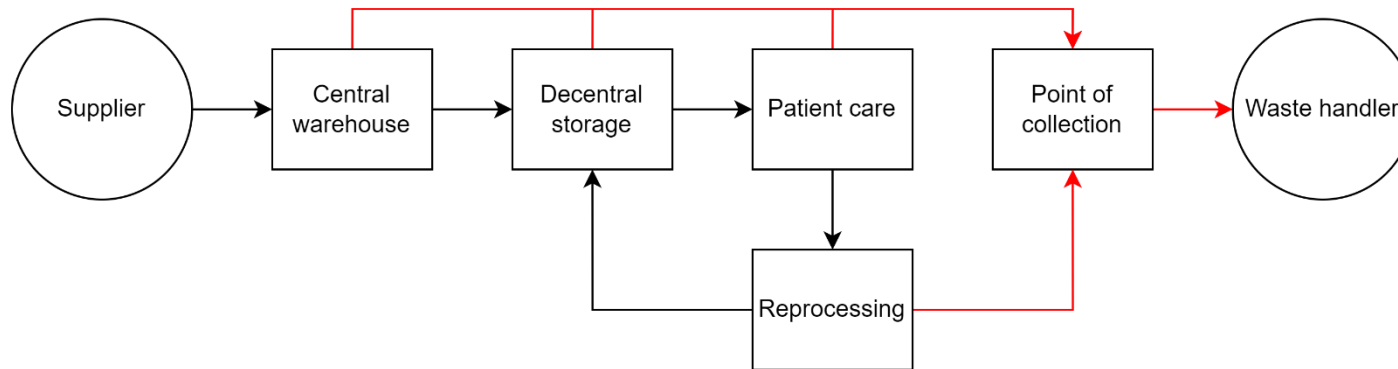 Supplier
Central
warehouse
Decentral
storage
Patient care
Point of
collection
Waste handler
Reprocessing